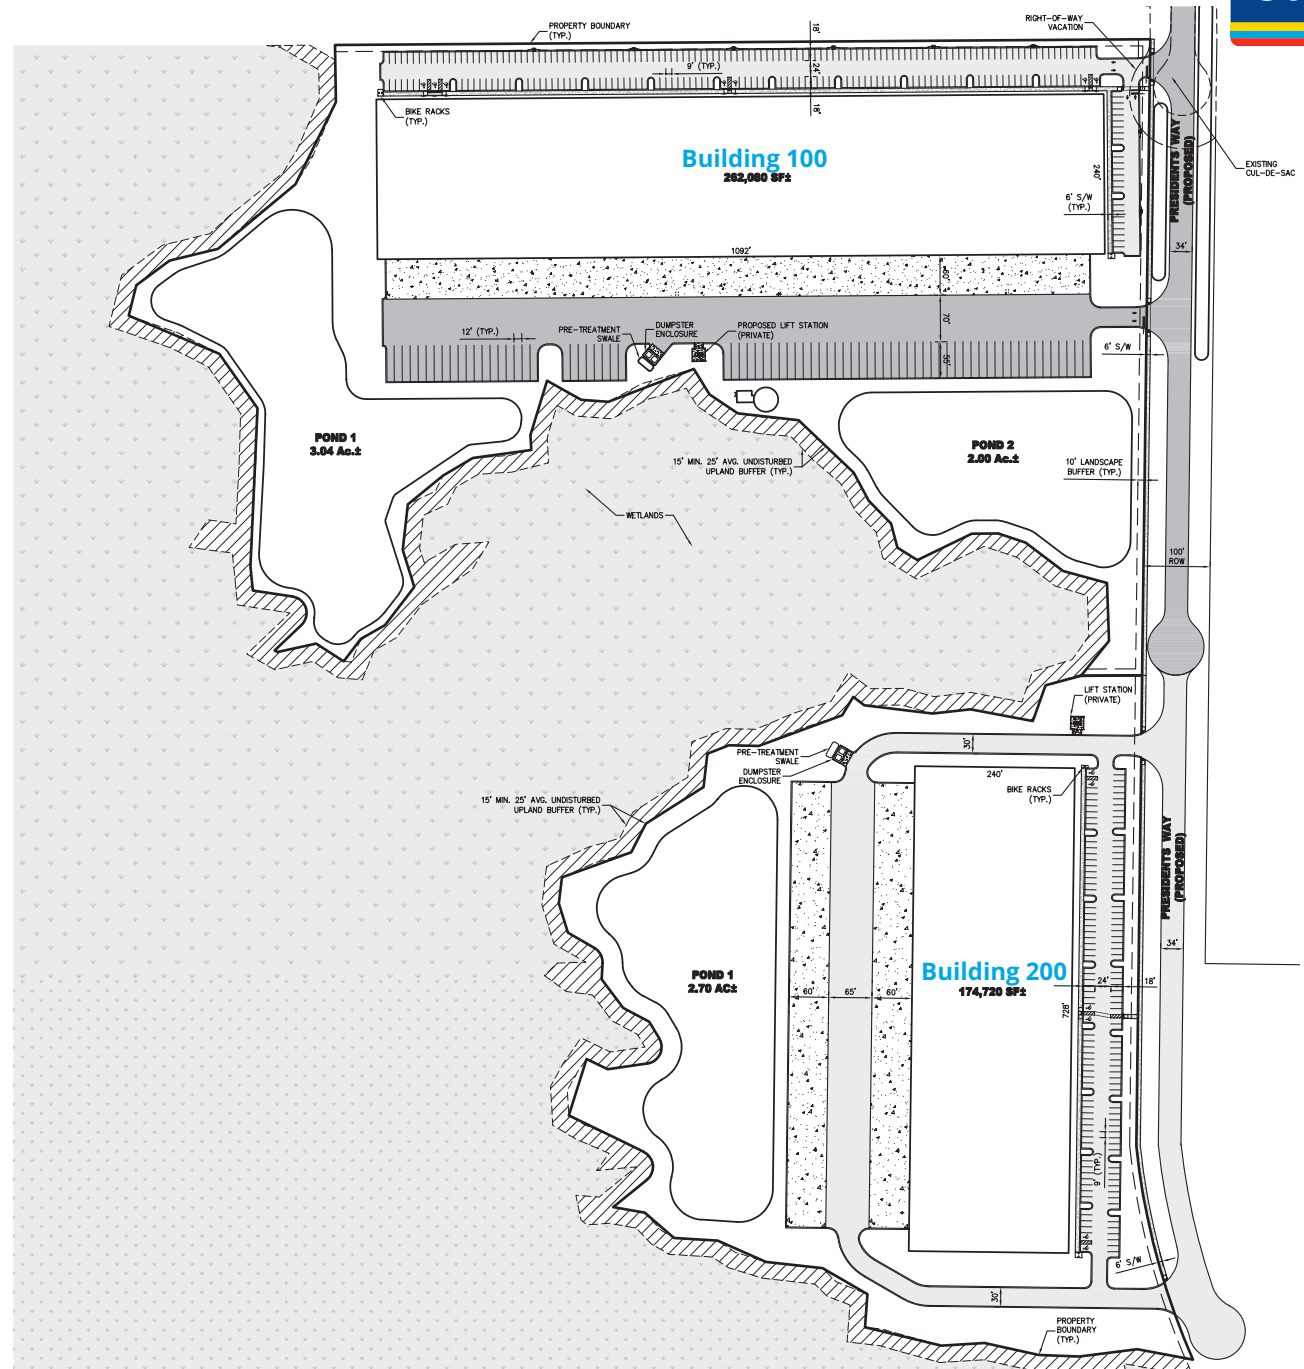 PROPERTY BOUNDARY
(TYP.)
18'
RIGHT-OF-WAY
VACATION
9' (TYP.)
24'
BIKE RACKS
(TYP.)
18'
PRESIDENTS WAY
(PROPOSED)
EXISTING
CUL-DE-SAC
Building 100
262,080 SF±
240'
6' S/W
(TYP.)
34'
1092'
60'
12' (TYP.)
PRE-TREATMENT
SWALE
DUMPSTER
ENCLOSURE
PROPOSED LIFT STATION
(PRIVATE)
70'
6' S/W
55'
POND 1
3.04 Ac.±
POND 2
2.00 Ac.±
15' MIN. 25' AVG. UNDISTURBED
UPLAND BUFFER (TYP.)
10' LANDSCAPE
BUFFER (TYP.)
WETLANDS
100'
ROW
LIFT STATION
(PRIVATE)
PRE-TREATMENT
SWALE
DUMPSTER
ENCLOSURE
30'
240'
BIKE RACKS
(TYP.)
15' MIN. 25' AVG. UNDISTURBED
UPLAND BUFFER (TYP.)
PRESIDENTS WAY
(PROPOSED)
34'
POND 1
2.70 AC±
Building 200
174,720 SF±
60'
65'
60'
24'
18'
728'
9' (TYP.)
6' S/W
30'
PROPERTY
BOUNDARY
(TYP.)